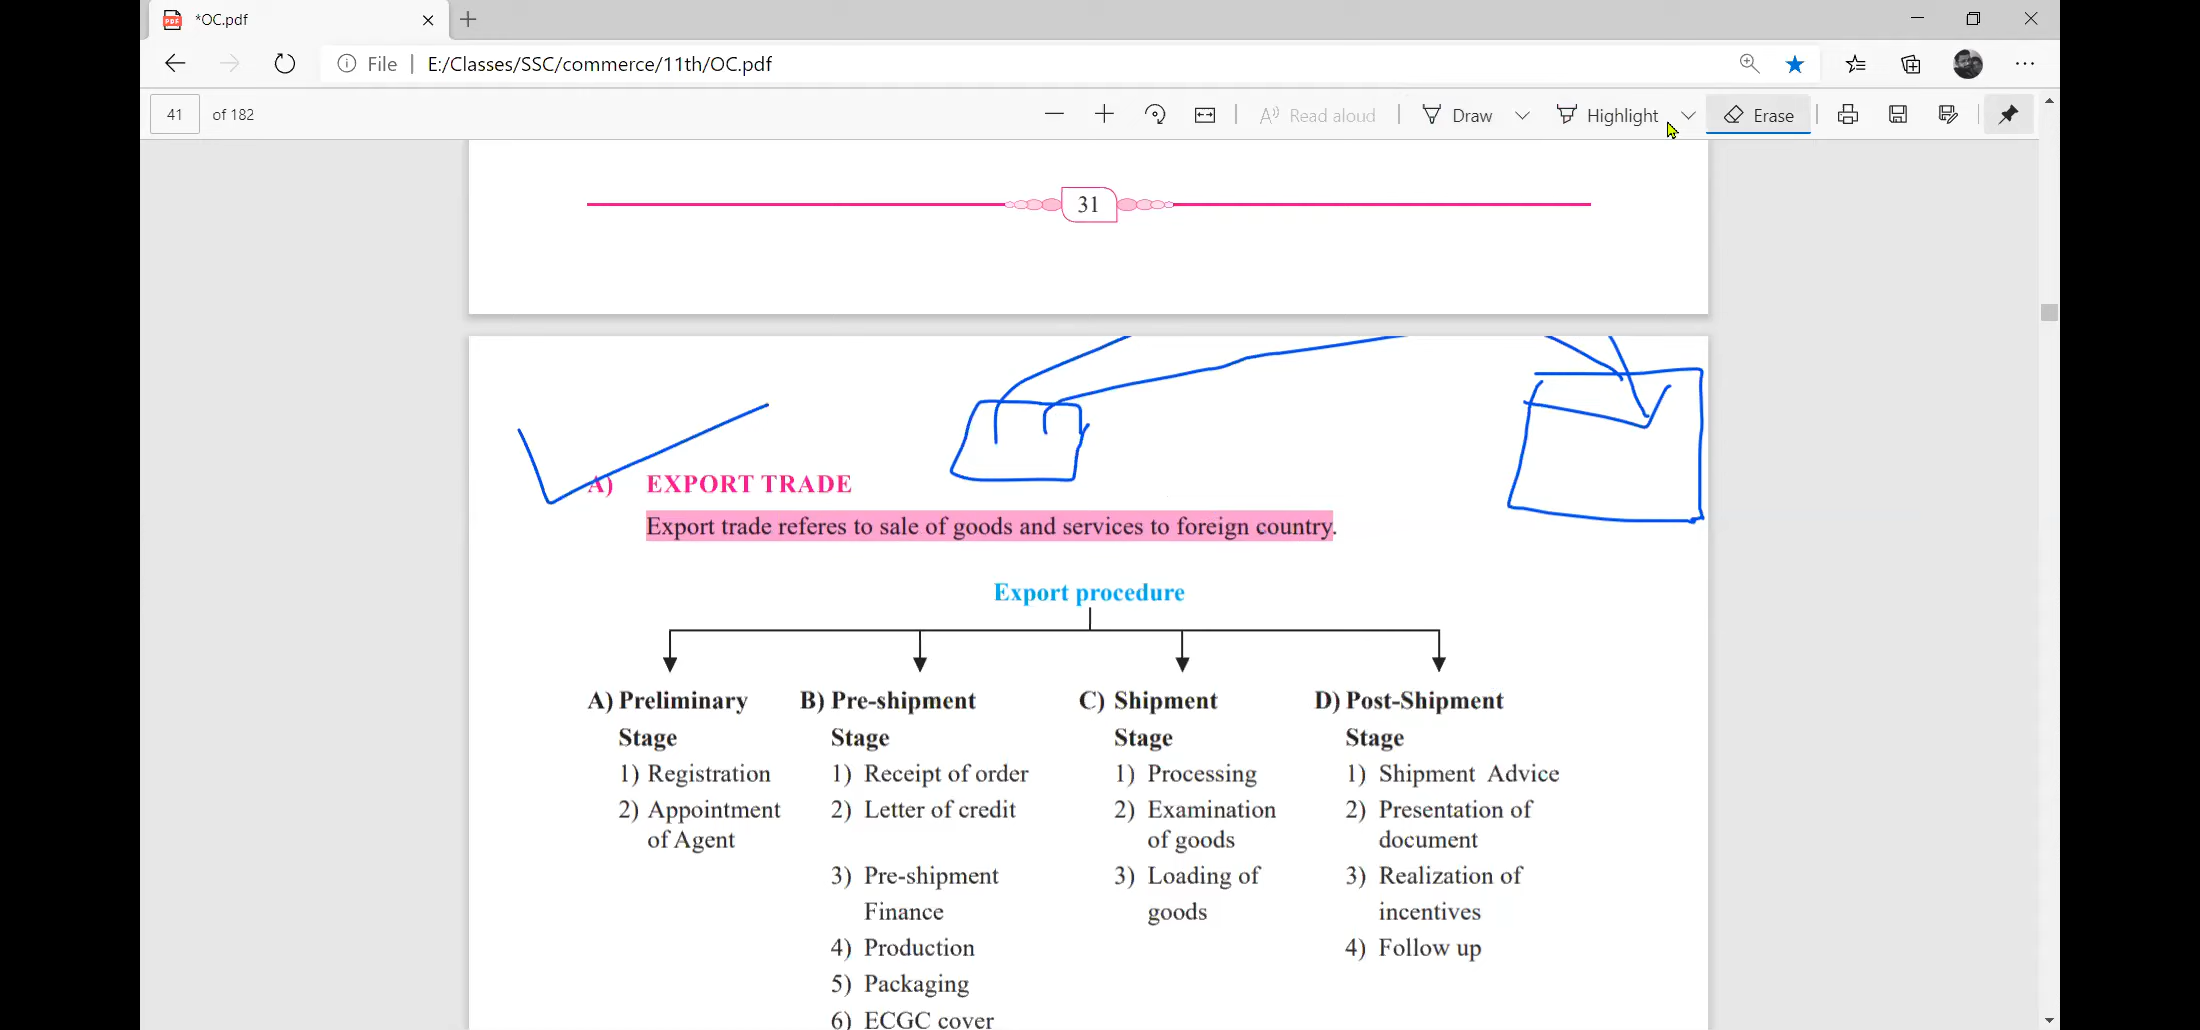 *OC.pdf
File | E:/Classes/SSC/commerce/11th/OC.pdf
41 of 182
Read aloud Draw Highlight Erase
31
A) EXPORT TRADE
Export trade referes to sale of goods and services to foreign country.
Export procedure
A) Preliminary Stage
1) Registration
2) Appointment
of Agent
B) Pre-shipment
Stage
1) Receipt of order
2) Letter of credit
3) Pre-shipment
Finance
4) Production
5) Packaging
6) ECGC cover
C) Shipment
Stage
1) Processing
2) Examination
of goods
3) Loading of
goods
D) Post-Shipment
Stage
1) Shipment Advice
2) Presentation of
document
3) Realization of
incentives
4) Follow up